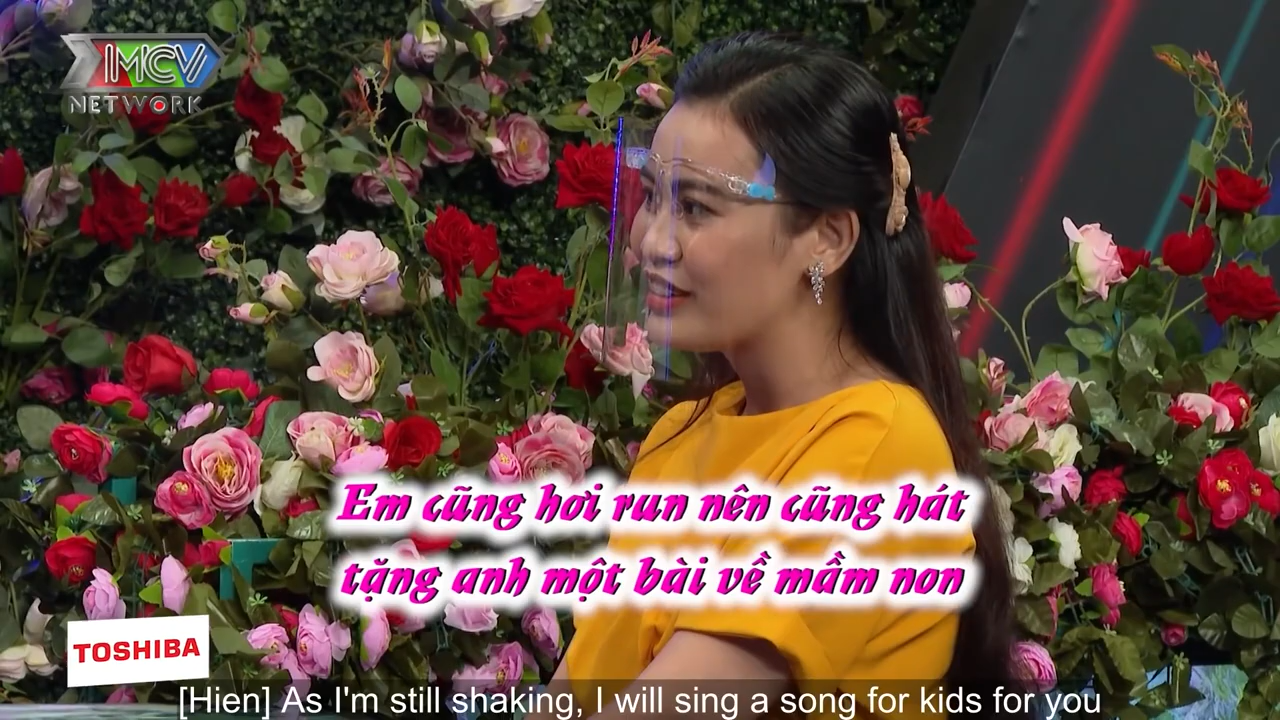 MCV
NETWORK
Em cũng hơi run nên cũng hát
tặng anh một bài về mầm non
TOSHIBA
[Hien] As I'm still shaking, I will sing a song for kids for you